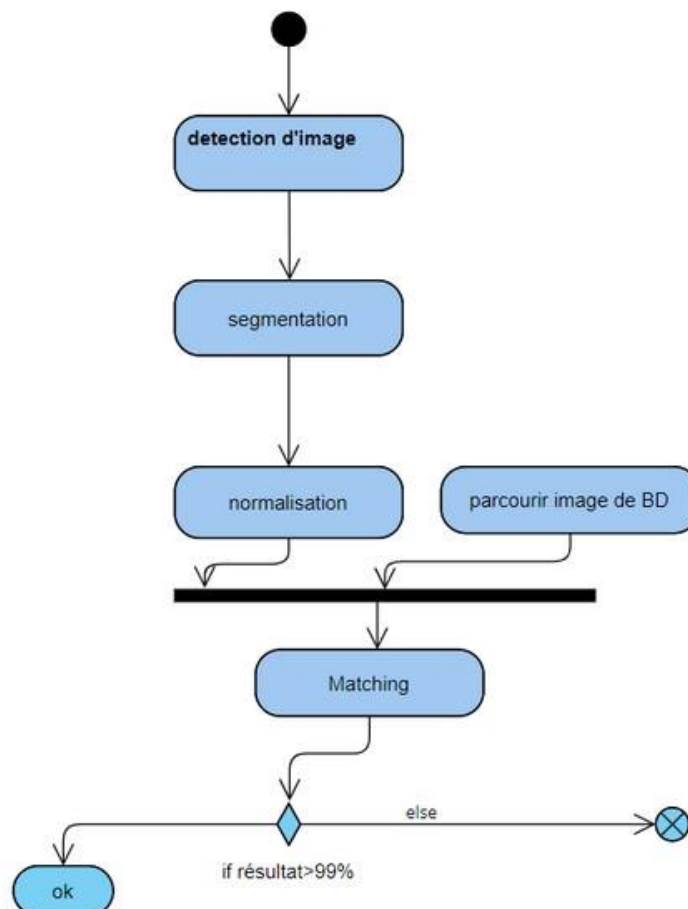 detection d'image
segmentation
normalisation
parcourir image de BD
Matching
else
if résultat>99%
ok